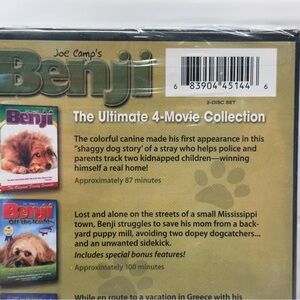 Joe Camp's
Benji
6 83904 45144 6
2-DISC SET
The Ultimate 4-Movie Collection
Benji
The colorful canine made his first appearance in this
"shaggy dog story' of a stray who helps police and
parents track two kidnapped children—winning
himself a real home!
Approximately 87 minutes
Benji
Off the Leash!
Lost and alone on the streets of a small Mississippi
town, Benji struggles to save his mom from a back-
yard puppy mill, avoiding two dopey dogcatchers...
and an unwanted sidekick.
Includes special bonus features!
Approximately 100 minutes
While en route to a vacation in Greece with his